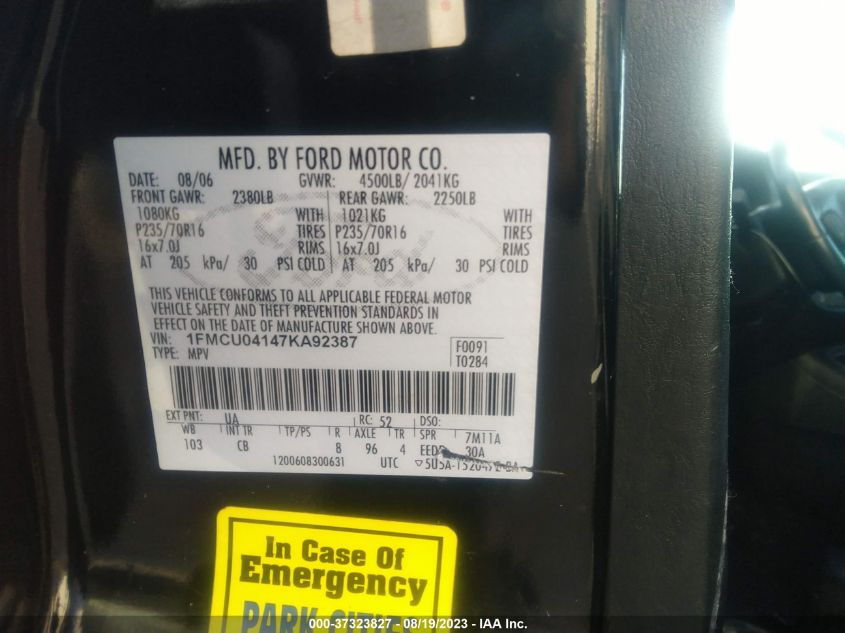 MFD. BY FORD MOTOR CO.
DATE: 08/06 GVWR: 4500LB/ 2041KG
FRONT GAWR: 2380LB REAR GAWR: 2250LB
1080KG WITH 1021KG WITH
P235/70R16 TIRES P235/70R16 TIRES
16x7.0J RIMS 16x7.0J RIMS
AT 205 kPa/ 30 PSI COLD AT 205 kPa/ 30 PSI COLD
THIS VEHICLE CONFORMS TO ALL APPLICABLE FEDERAL MOTOR
VEHICLE SAFETY AND THEFT PREVENTION STANDARDS IN
EFFECT ON THE DATE OF MANUFACTURE SHOWN ABOVE.
VIN: 1FMCU04147KA92387 F0091
TYPE: MPV T0284
EXT PNT: UA RC: 52 DSO:
WB INT TR TP/PS R AXLE TR SPR 7M11A
103 CB 8 96 4 30A
1200608300631 UTC
In Case Of
Emergency
PARK CITIES
000-37323827 - 08/19/2023 - IAA Inc.